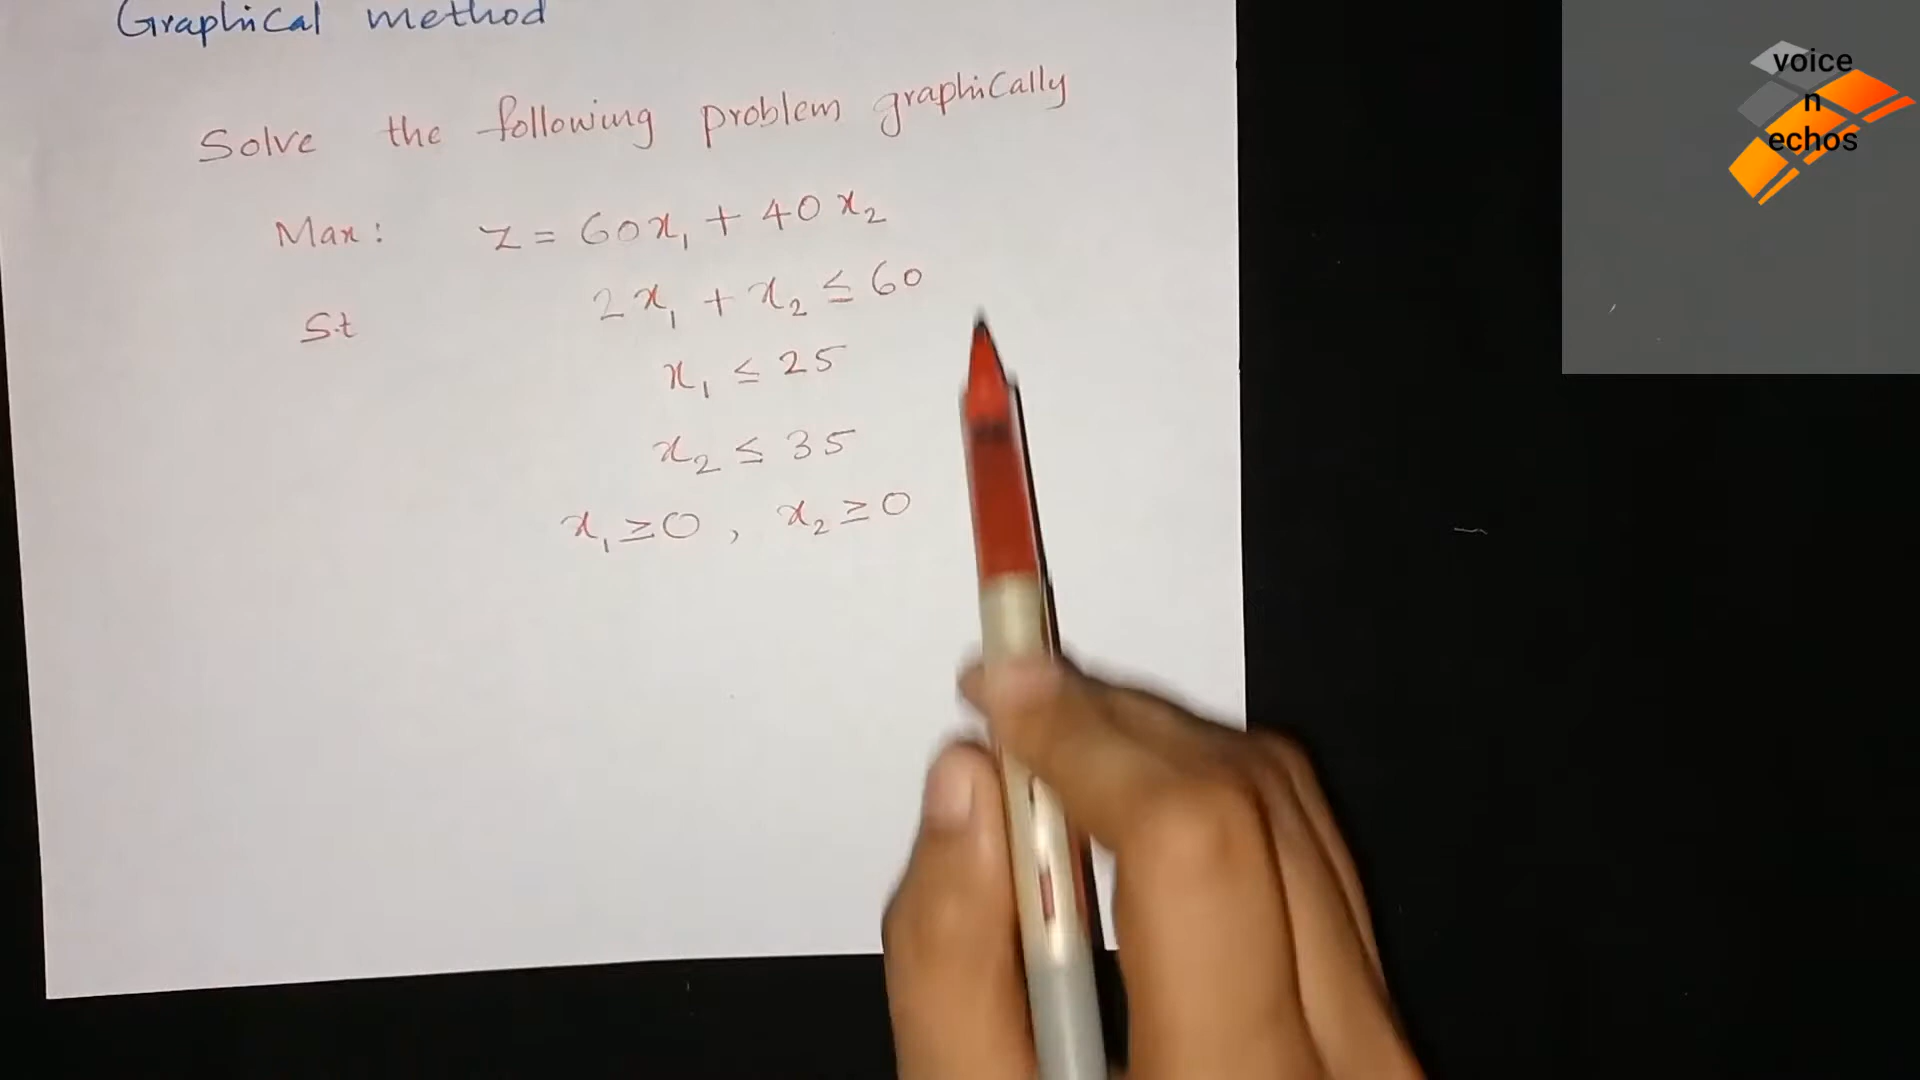 Graphical method
Solve the following problem graphically
Max: z = 60x₁ + 40x₂
S.t 2x₁ + x₂ ≤ 60
x₁ ≤ 25
x₂ ≤ 35
x₁ ≥ 0 , x₂ ≥ 0
voice
n
echos